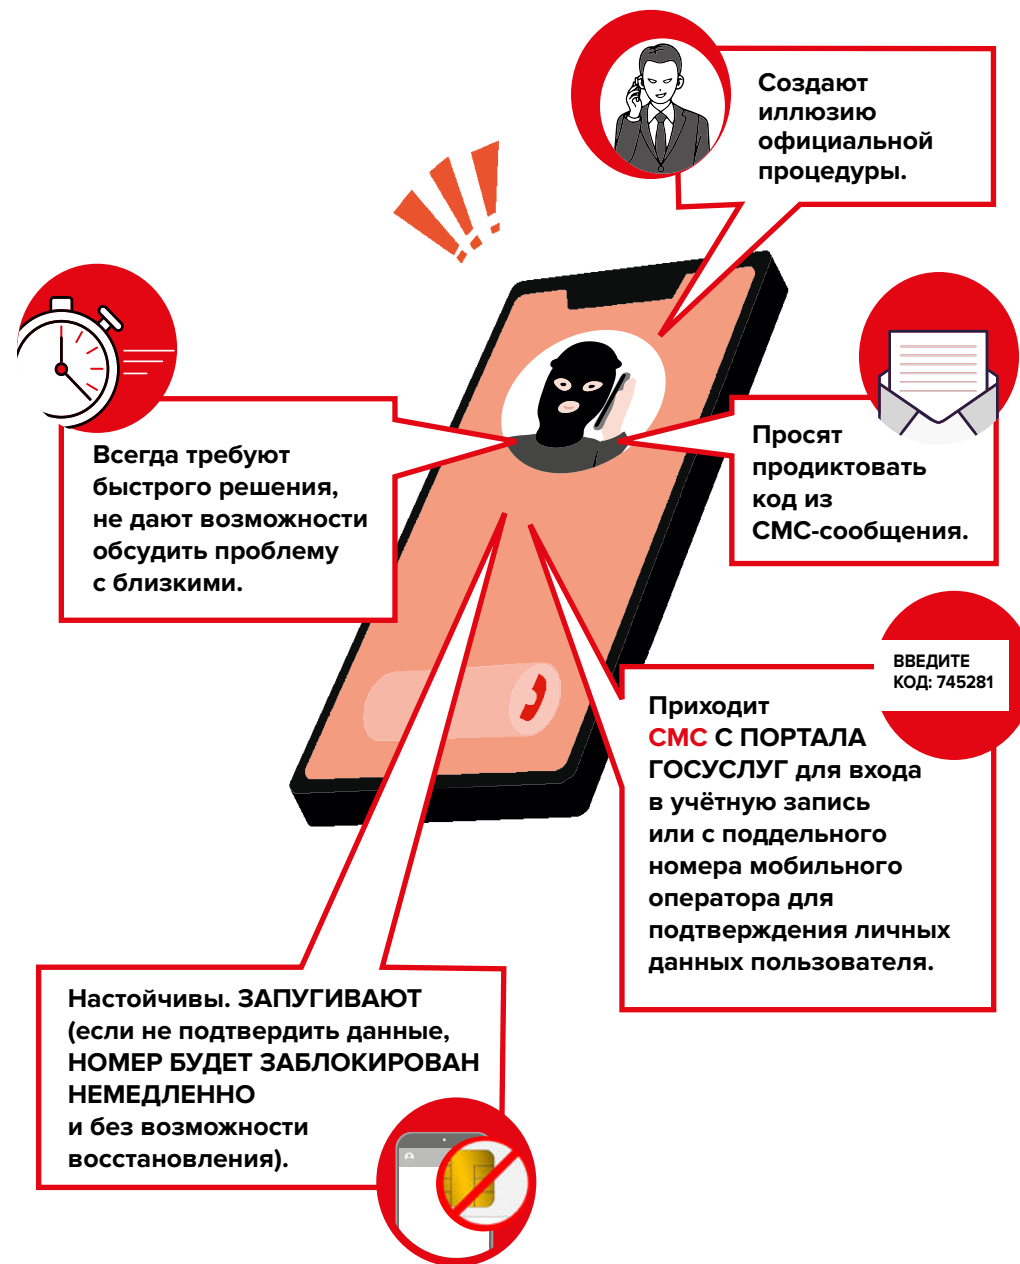 Создают
иллюзию
официальной
процедуры.
Всегда требуют
быстрого решения,
не дают возможности
обсудить проблему
с близкими.
Просят
продиктовать
код из
СМС-сообщения.
ВВЕДИТЕ
КОД: 745281
Приходит
СМС С ПОРТАЛА
ГОСУСЛУГ для входа
в учётную запись
или с поддельного
номера мобильного
оператора для
подтверждения личных
данных пользователя.
Настойчивы. ЗАПУГИВАЮТ
(если не подтвердить данные,
НОМЕР БУДЕТ ЗАБЛОКИРОВАН
НЕМЕДЛЕННО
и без возможности
восстановления).